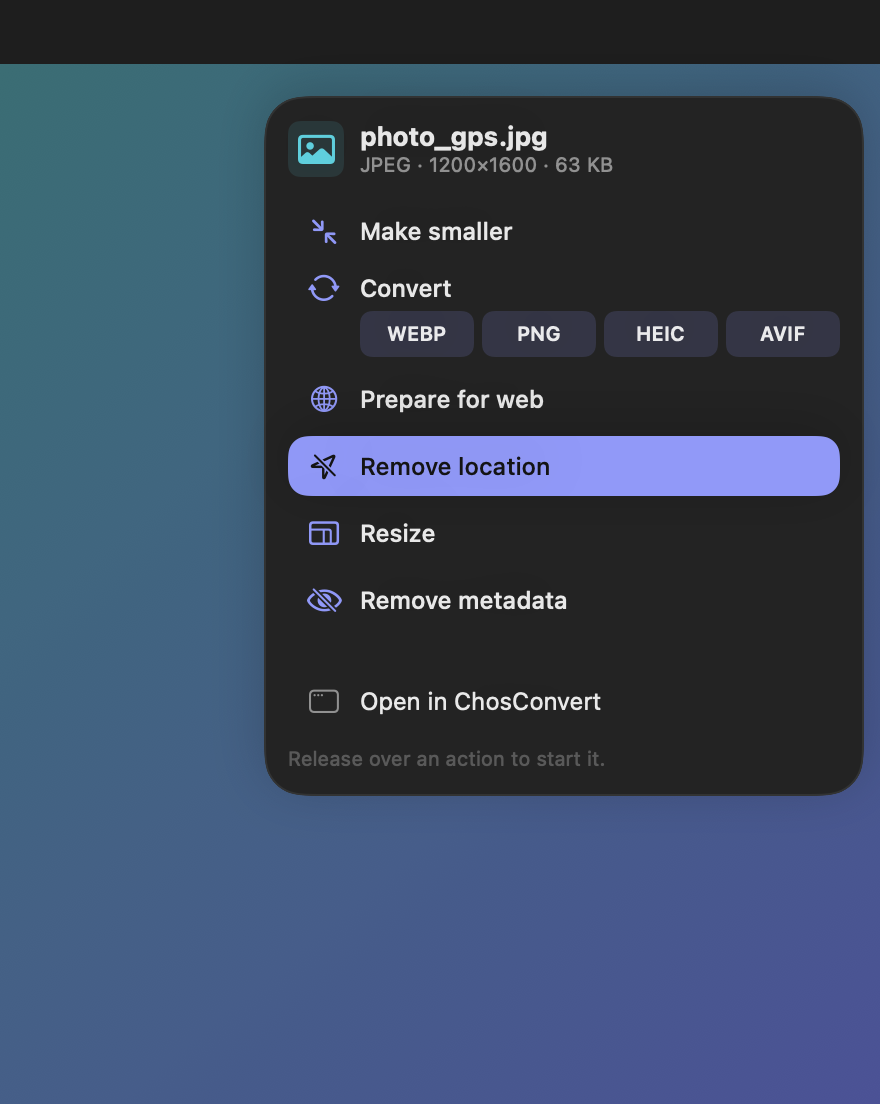 photo_gps.jpg
JPEG · 1200×1600 · 63 KB
Make smaller
Convert
WEBP PNG HEIC AVIF
Prepare for web
Remove location
Resize
Remove metadata
Open in ChosConvert
Release over an action to start it.